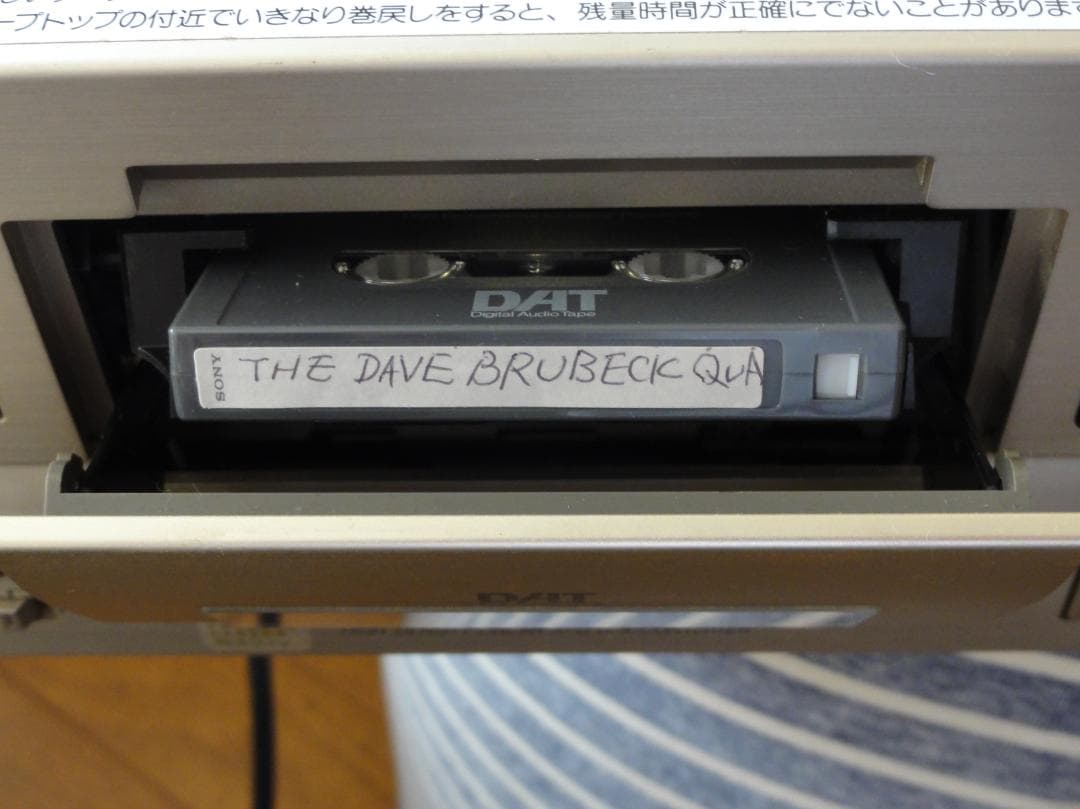 ープトップの付近でいきなり巻戻しをすると、残量時間が正確にでないことがあります
DAT
Digital Audio Tape
SONY
THE DAVE BRUBECK QUA
DAT